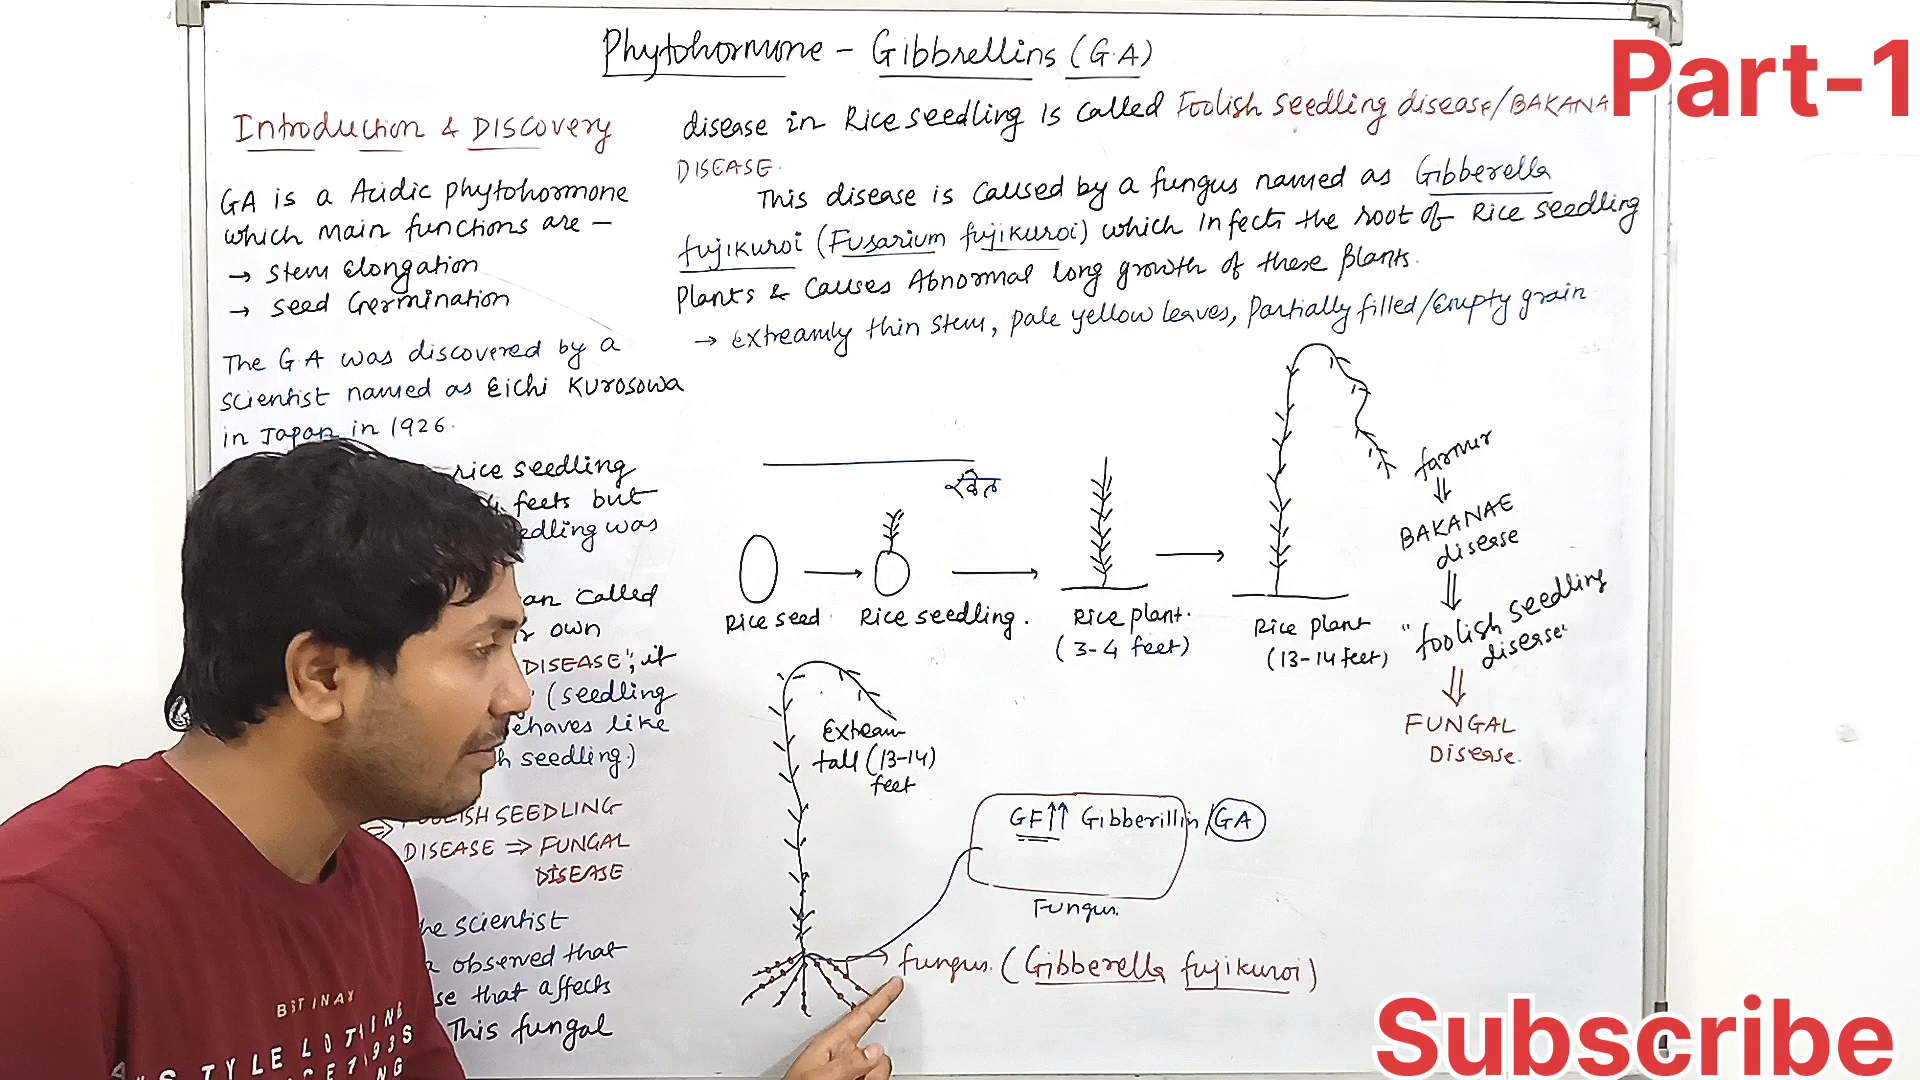 Phytohormone - Gibbrellins (G.A)
Part-1
Introduction & DISCOVERY
GA is a Acidic phytohormone
which main functions are -
→ Stem Elongation
→ Seed Germination
The G.A was discovered by a
scientist named as Eichi Kurosowa
in Japan in 1926.
rice seedling
feets but
edling was
an called
own
DISEASE", it
(seedling
ehaves like
seedling.)
⇒ FOOLISH SEEDLING
DISEASE ⇒ FUNGAL
DISEASE
he scientist
observed that
se that affects
This fungal
disease in Rice seedling is called Foolish seedling disease/BAKANA
DISEASE.
This disease is caused by a fungus named as Gibberella
fujikuroi (Fusarium fujikuroi) which infects the root of Rice seedling
Plants & causes Abnormal long growth of these plants.
→ extreamly thin stem, pale yellow leaves, partially filled/Empty grain
खेत
Rice seed.
Rice seedling.
Rice plant.
(3-4 feet)
Rice plant
(13-14 feet)
farmer
⇓
BAKANAE
disease
⇓
"foolish seedling
disease"
⇓
FUNGAL
Disease.
Extream
tall (13-14)
feet
GF↑↑ Gibberillin/GA
Fungus.
fungus. (Gibberella fujikuroi)
BSTINAX
STYLE
1935
Subscribe